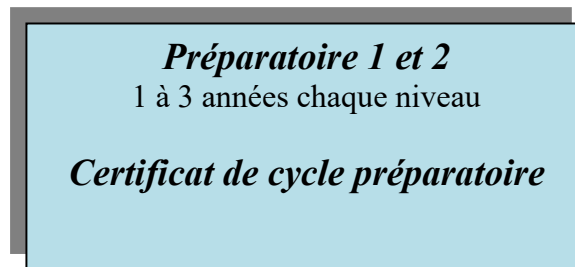 Préparatoire 1 et 2
1 à 3 années chaque niveau
Certificat de cycle préparatoire